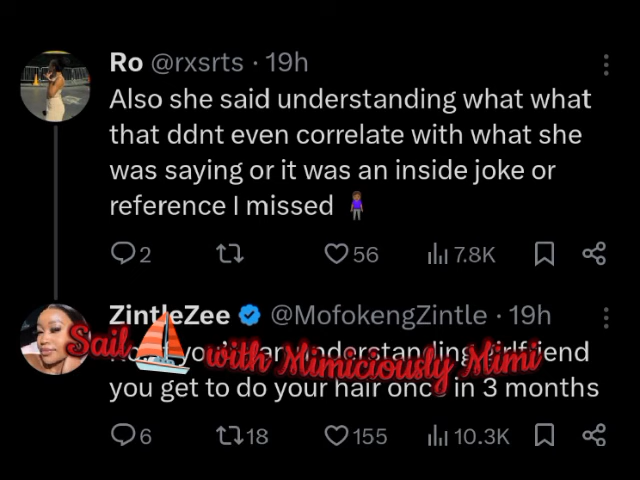 Ro @rxsrts · 19h
Also she said understanding what what
that ddnt even correlate with what she
was saying or it was an inside joke or
reference I missed
2 56 7.8K
ZintleZee @MofokengZintle · 19h
Sail with Mimiciously Mimi
understanding girlfriend
you get to do your hair once in 3 months
6 18 155 10.3K